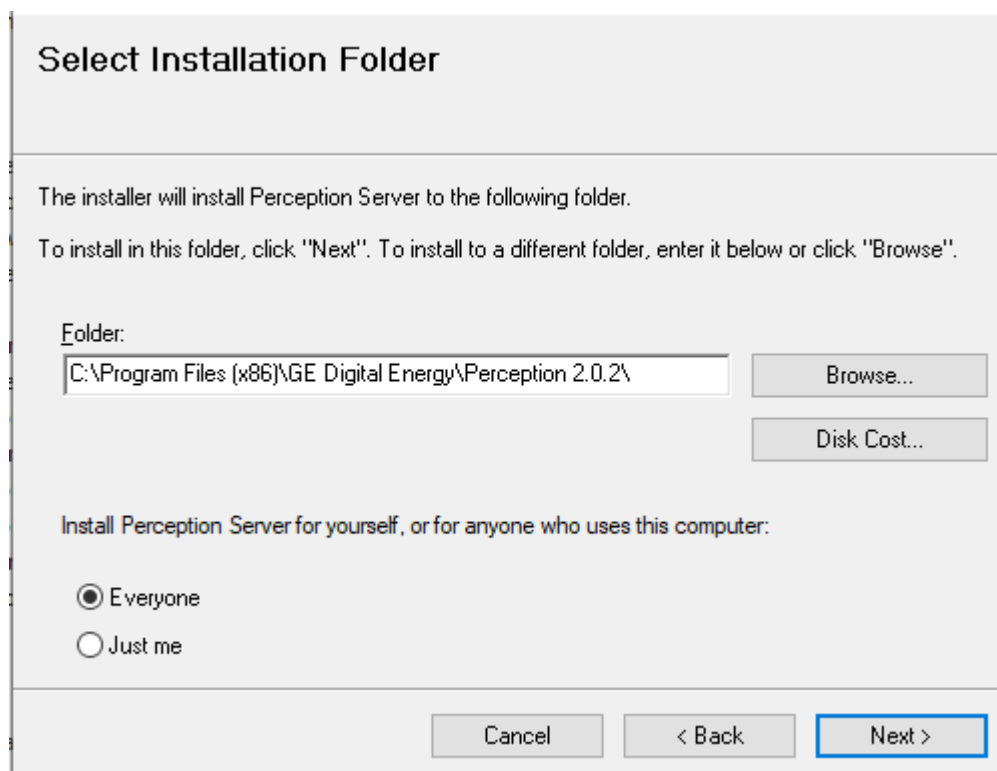 Select Installation Folder
The installer will install Perception Server to the following folder.
To install in this folder, click "Next". To install to a different folder, enter it below or click "Browse".
Folder:
C:\Program Files (x86)\GE Digital Energy\Perception 2.0.2\
Browse...
Disk Cost...
Install Perception Server for yourself, or for anyone who uses this computer:
Everyone
Just me
Cancel
< Back
Next >